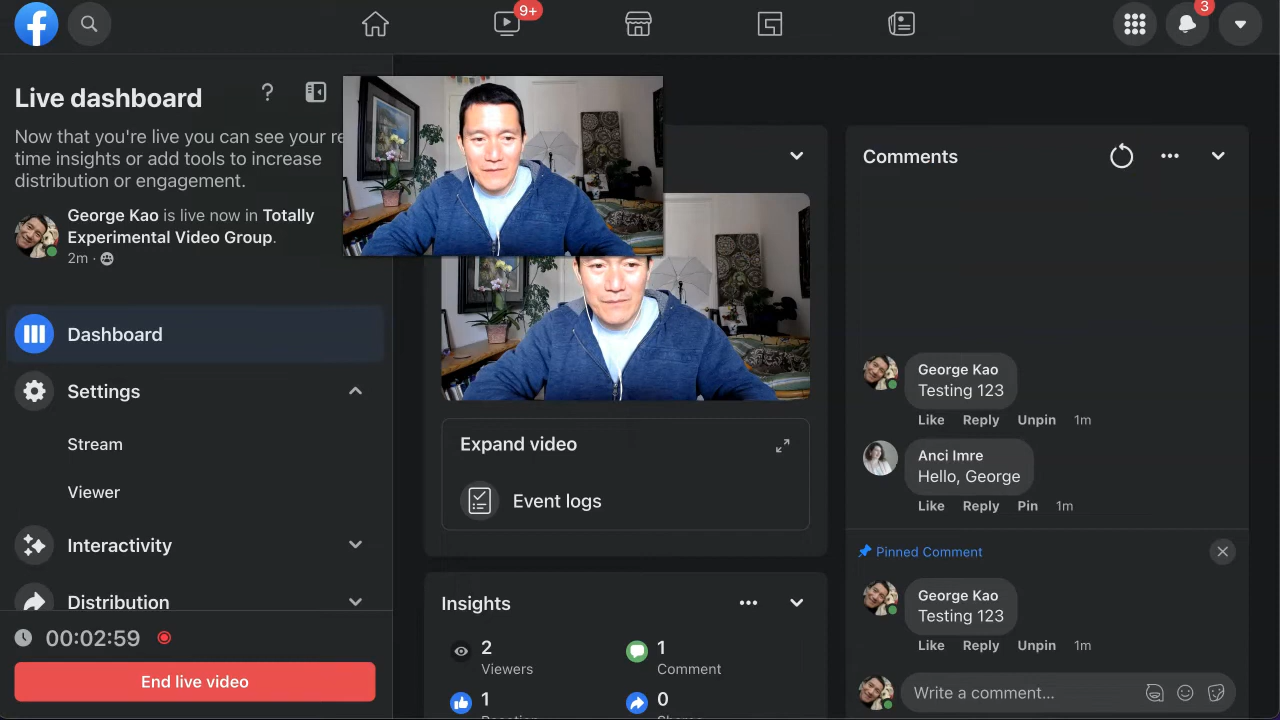 9+
3
Live dashboard
Now that you're live you can see your re
time insights or add tools to increase
distribution or engagement.
George Kao is live now in Totally
Experimental Video Group.
2m ·
Dashboard
Settings
Stream
Viewer
Interactivity
Distribution
00:02:59
End live video
Expand video
Event logs
Insights
2
Viewers
1
Comment
1
0
Comments
George Kao
Testing 123
Like Reply Unpin 1m
Anci Imre
Hello, George
Like Reply Pin 1m
Pinned Comment
George Kao
Testing 123
Like Reply Unpin 1m
Write a comment...